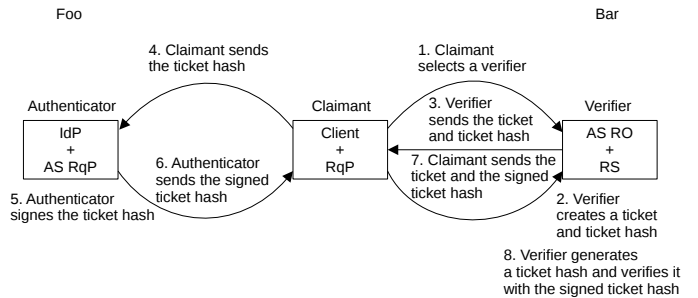 Foo
Bar
4. Claimant sends
the ticket hash
1. Claimant
selects a verifier
Authenticator
Claimant
3. Verifier
sends the ticket
and ticket hash
Verifier
IdP
+
AS RqP
Client
+
RqP
AS RO
+
RS
6. Authenticator
sends the signed
ticket hash
7. Claimant sends the
ticket and the signed
ticket hash
5. Authenticator
signes the ticket hash
2. Verifier
creates a ticket
and ticket hash
8. Verifier generates
a ticket hash and verifies it
with the signed ticket hash